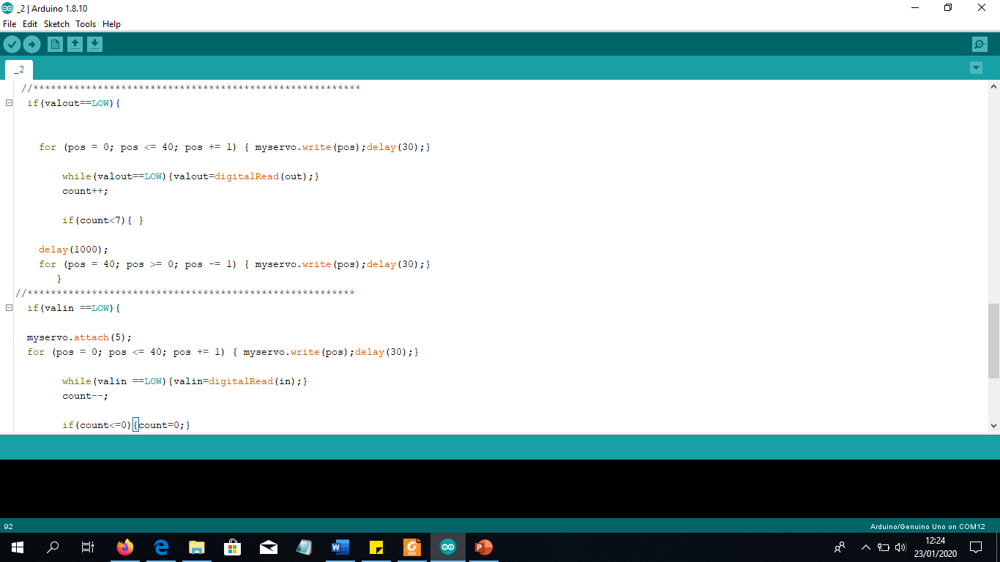 _2 | Arduino 1.8.10
File Edit Sketch Tools Help
_2
//********************************************************
if(valout==LOW){
for (pos = 0; pos <= 40; pos += 1) { myservo.write(pos);delay(30);}
while(valout==LOW){valout=digitalRead(out);}
count++;
if(count<7){ }
delay(1000);
for (pos = 40; pos >= 0; pos -= 1) { myservo.write(pos);delay(30);}
}
//********************************************************
if(valin ==LOW){
myservo.attach(5);
for (pos = 0; pos <= 40; pos += 1) { myservo.write(pos);delay(30);}
while(valin ==LOW){valin=digitalRead(in);}
count--;
if(count<=0){count=0;}
92
Arduino/Genuino Uno on COM12
12:24
23/01/2020